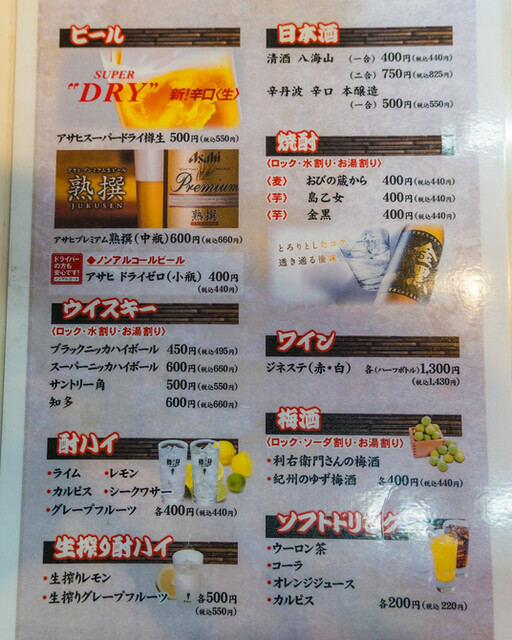 ビール
SUPER
"DRY" 新!辛口〈生〉
アサヒスーパードライ樽生 500円(税込550円)
アサヒプレミアム熟撰ビール
熟撰
JUKUSEN
Asahi
Premium
熟撰
アサヒプレミアム熟撰(中瓶)600円(税込660)
ドライバーの方も安心です!
◆ノンアルコールビール
アサヒ ドライゼロ(小瓶) 400円
(税込440円)
ウイスキー
〈ロック・水割り・お湯割り〉
ブラックニッカハイボール 450円(税込495円)
スーパーニッカハイボール 600円(税込660円)
サントリー角 500円(税込550円)
知多 600円(税込660円)
酎ハイ
・ライム ・レモン
・カルピス ・シークワサー
・グレープフルーツ 各400円(税込440円)
生搾り酎ハイ
・生搾りレモン
・生搾りグレープフルーツ 各500円
(税込550円)
日本酒
清酒 八海山 (一合) 400円(税込440円)
(二合) 750円(税込825円)
辛丹波 辛口 本醸造
(一合) 500円(税込550円)
焼酎
〈ロック・水割り・お湯割り〉
〈麦〉 おびの蔵から 400円(税込440円)
〈芋〉 島乙女 400円(税込440円)
〈芋〉 金黒 400円(税込440円)
とろりとしたコク、
透き通る後味。
金黒
ワイン
ジネステ(赤・白) 各(ハーフボトル)1,300円
(税込1,430円)
梅酒
〈ロック・ソーダ割り・お湯割り〉
・利右衛門さんの梅酒
・紀州のゆず梅酒 各400円(税込440円)
ソフトドリンク
・ウーロン茶
・コーラ
・オレンジジュース
・カルピス 各200円(税込 220円)